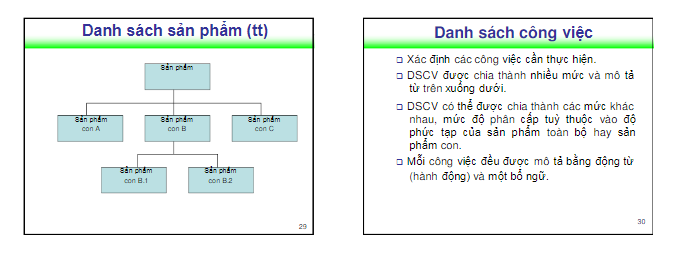 Danh sách sản phẩm (tt)
Sản phẩm
Sản phẩm
con A
Sản phẩm
con B
Sản phẩm
con C
Sản phẩm
con B.1
Sản phẩm
con B.2
29
Danh sách công việc
Xác định các công việc cần thực hiện.
DSCV được chia thành nhiều mức và mô tả
từ trên xuống dưới.
DSCV có thể được chia thành các mức khác
nhau, mức độ phân cấp tuỳ thuộc vào độ
phức tạp của sản phẩm toàn bộ hay sản
phẩm con.
Mỗi công việc đều được mô tả bằng động từ
(hành động) và một bổ ngữ.
30